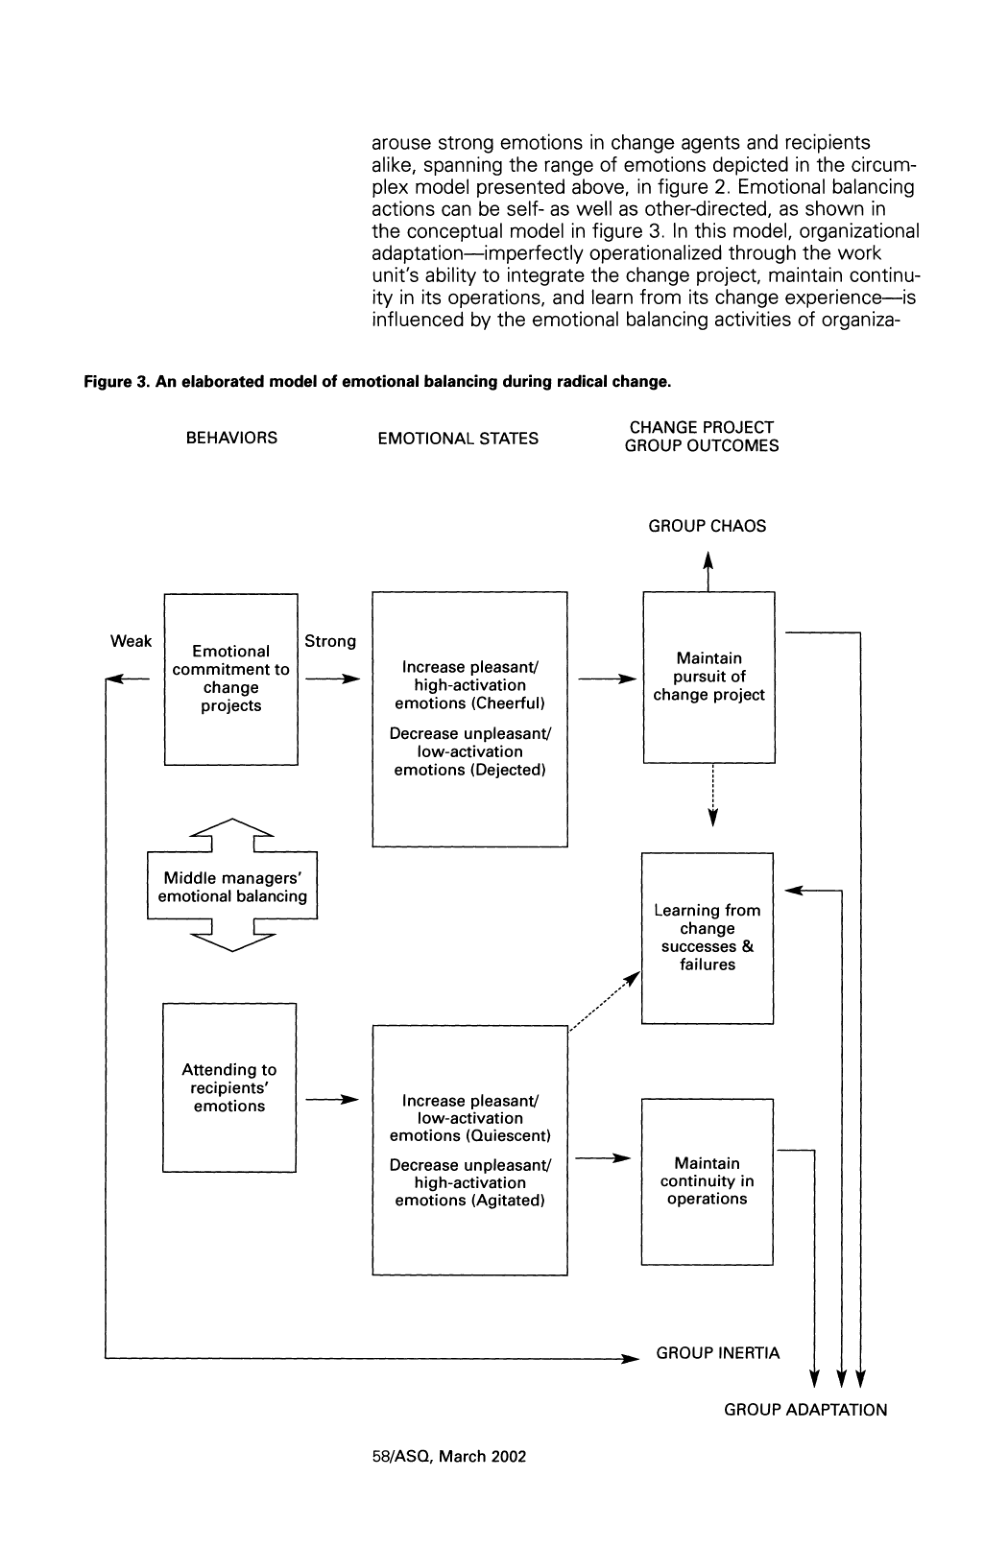 arouse strong emotions in change agents and recipients
alike, spanning the range of emotions depicted in the circum-
plex model presented above, in figure 2. Emotional balancing
actions can be self- as well as other-directed, as shown in
the conceptual model in figure 3. In this model, organizational
adaptation—imperfectly operationalized through the work
unit's ability to integrate the change project, maintain continu-
ity in its operations, and learn from its change experience—is
influenced by the emotional balancing activities of organiza-
Figure 3. An elaborated model of emotional balancing during radical change.
BEHAVIORS
EMOTIONAL STATES
CHANGE PROJECT
GROUP OUTCOMES
GROUP CHAOS
Weak
Emotional
commitment to
change
projects
Strong
Increase pleasant/
high-activation
emotions (Cheerful)
Decrease unpleasant/
low-activation
emotions (Dejected)
Maintain
pursuit of
change project
Middle managers'
emotional balancing
Learning from
change
successes &
failures
Attending to
recipients'
emotions
Increase pleasant/
low-activation
emotions (Quiescent)
Decrease unpleasant/
high-activation
emotions (Agitated)
Maintain
continuity in
operations
GROUP INERTIA
GROUP ADAPTATION
58/ASQ, March 2002